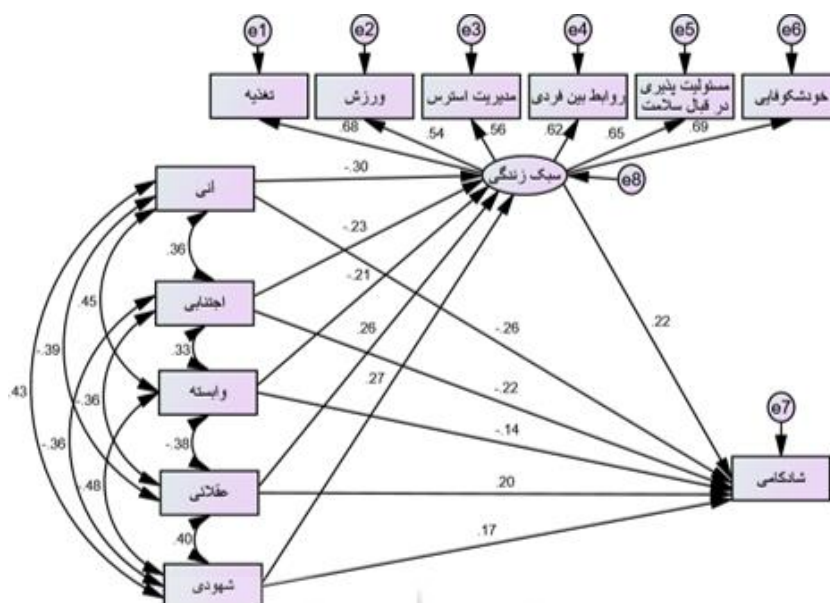 e1 e2 e3 e4 e5 e6
تغذیه
ورزش
مدیریت استرس
روابط بین فردی
مسئولیت پذیری
در قبال سلامت
خودشکوفایی
.68 .54 .56 .62 .65 .69
سبک زندگی
e8
آنی
-.30
-.23
.36
اجتنابی
-.21
.45
.33
.26
-.26
.22
-.39
.27
.43
-.36
وابسته
-.22
-.14
e7
-.36
-.38
-.48
عقلانی
.20
شادکامی
.40
.17
شهودی